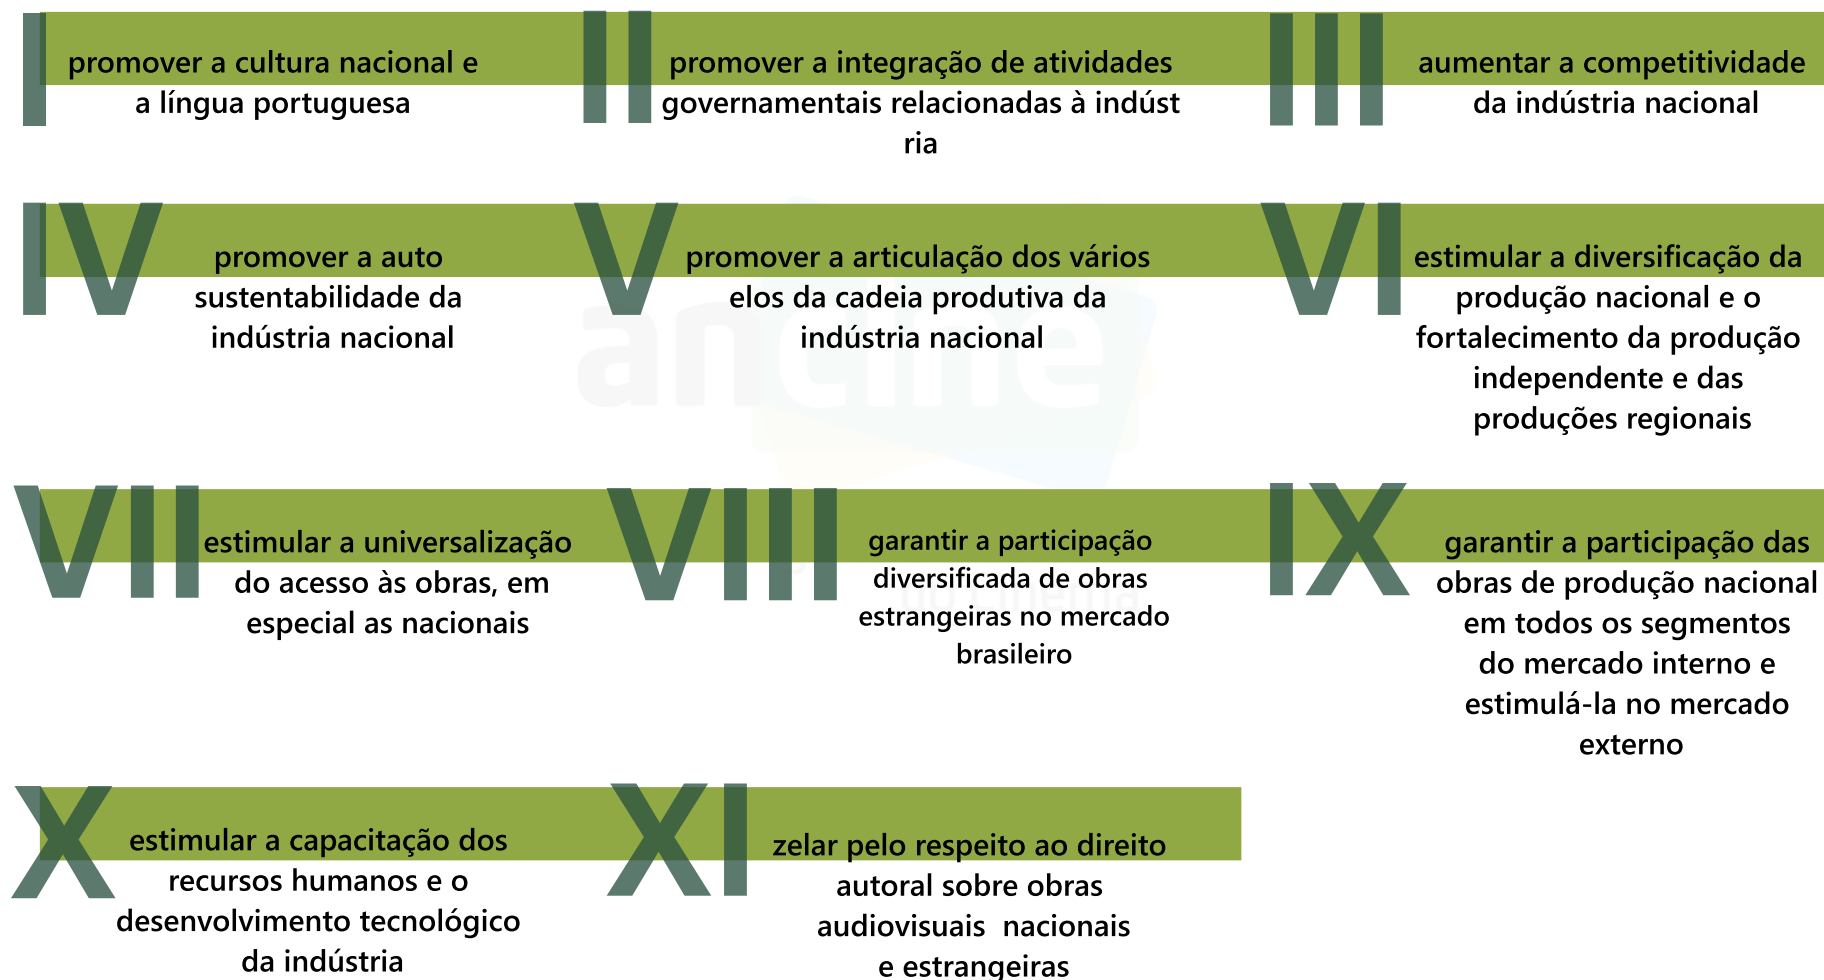 I
promover a cultura nacional e
a língua portuguesa
II
promover a integração de atividades
governamentais relacionadas à indúst
ria
III
aumentar a competitividade
da indústria nacional
IV
promover a auto
sustentabilidade da
indústria nacional
V
promover a articulação dos vários
elos da cadeia produtiva da
indústria nacional
VI
estimular a diversificação da
produção nacional e o
fortalecimento da produção
independente e das
produções regionais
ancine
VII
estimular a universalização
do acesso às obras, em
especial as nacionais
VIII
garantir a participação
diversificada de obras
estrangeiras no mercado
brasileiro
IX
garantir a participação das
obras de produção nacional
em todos os segmentos
do mercado interno e
estimulá-la no mercado
externo
X
estimular a capacitação dos
recursos humanos e o
desenvolvimento tecnológico
da indústria
XI
zelar pelo respeito ao direito
autoral sobre obras
audiovisuais  nacionais
e estrangeiras